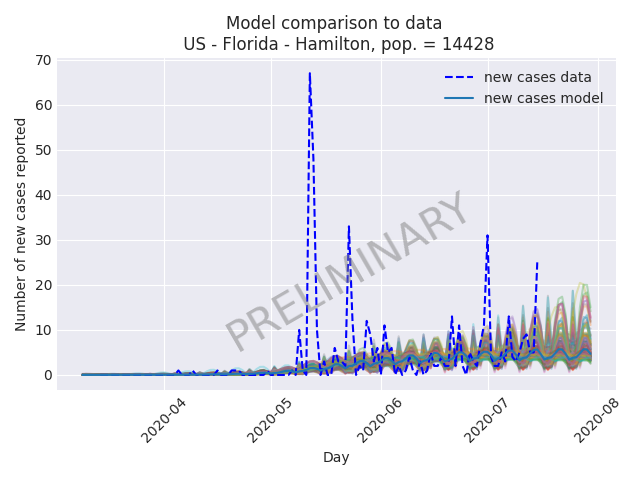 Model comparison to data
US - Florida - Hamilton, pop. = 14428
70
60
50
40
30
20
10
0
Number of new cases reported
new cases data
new cases model
PRELIMINARY
2020-04
2020-05
2020-06
2020-07
2020-08
Day